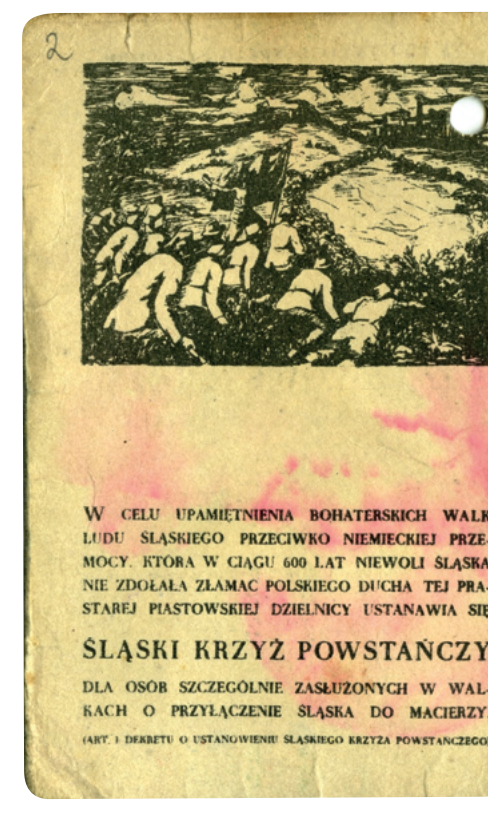 2
W CELU UPAMIĘTNIENIA BOHATERSKICH WALK
LUDU ŚLĄSKIEGO PRZECIWKO NIEMIECKIEJ PRZE-
MOCY, KTÓRA W CIĄGU 600 LAT NIEWOLI ŚLĄSKA
NIE ZDOŁAŁA ZŁAMAC POLSKIEGO DUCHA TEJ PRA-
STAREJ PIASTOWSKIEJ DZIELNICY USTANAWIA SIĘ
ŚLĄSKI KRZYŻ POWSTAŃCZY
DLA OSÓB SZCZEGÓLNIE ZASŁUŻONYCH W WAL-
KACH O PRZYŁĄCZENIE ŚLĄSKA DO MACIERZY.
(ART. 1 DEKRETU O USTANOWIENIU ŚLĄSKIEGO KRZYŻA POWSTAŃCZEGO)